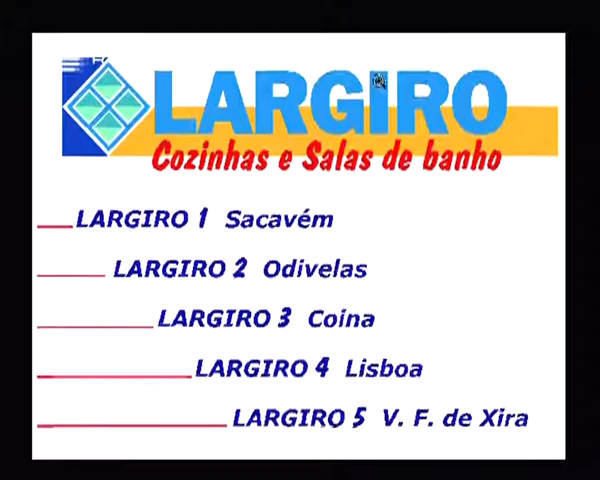 LARGIRO
Cozinhas e Salas de banho
LARGIRO 1 Sacavém
LARGIRO 2 Odivelas
LARGIRO 3 Coina
LARGIRO 4 Lisboa
LARGIRO 5 V. F. de Xira